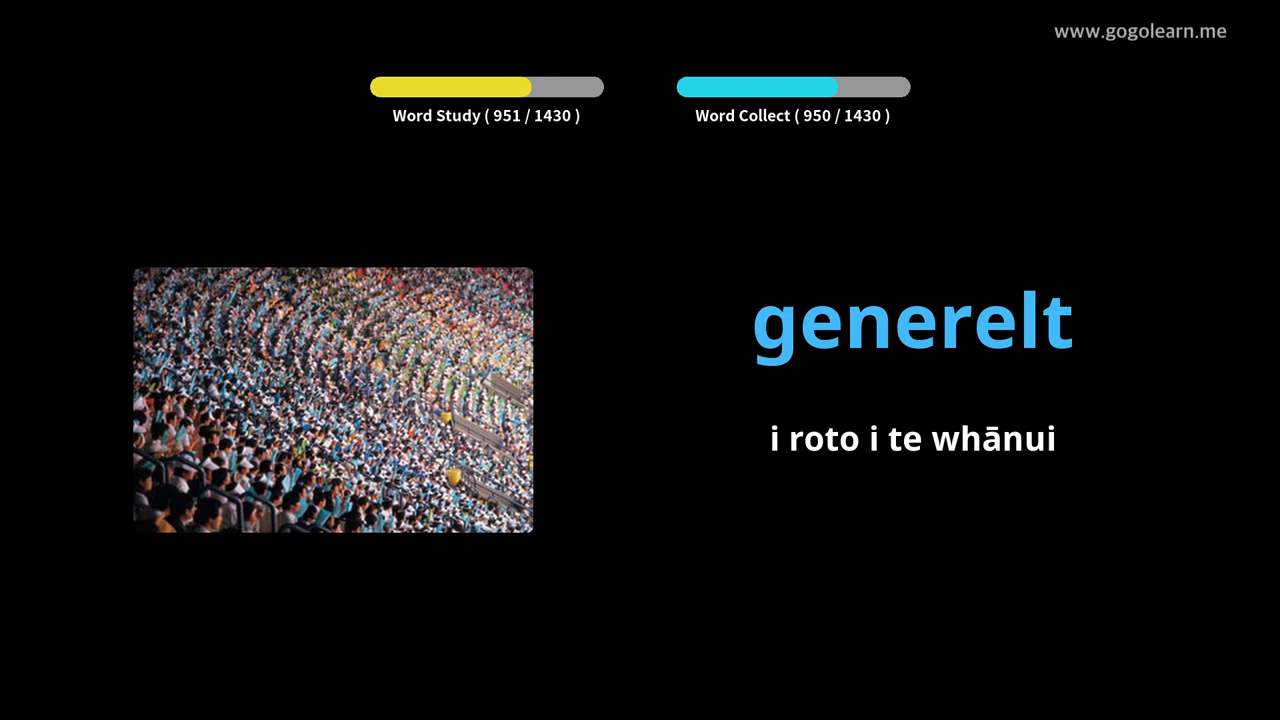 www.gogolearn.me
Word Study ( 951 / 1430 )
Word Collect ( 950 / 1430 )
generelt
i roto i te whānui